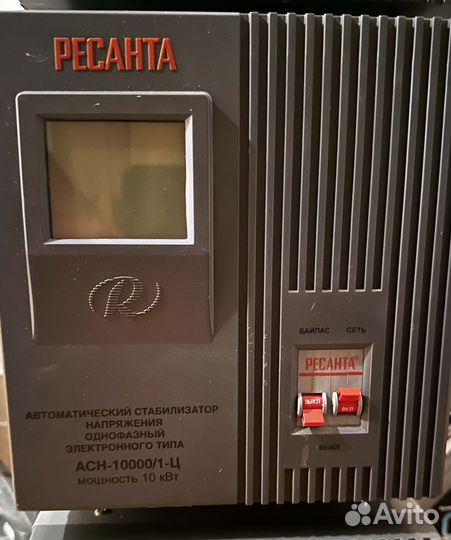 РЕСАНТА
R
БАЙПАС СЕТЬ
РЕСАНТА®
ВЫКЛ ВКЛ
ВЫКЛ
АВТОМАТИЧЕСКИЙ СТАБИЛИЗАТОР
НАПРЯЖЕНИЯ
ОДНОФАЗНЫЙ
ЭЛЕКТРОННОГО ТИПА
АСН-10000/1-Ц
МОЩНОСТЬ 10 кВт
Avito